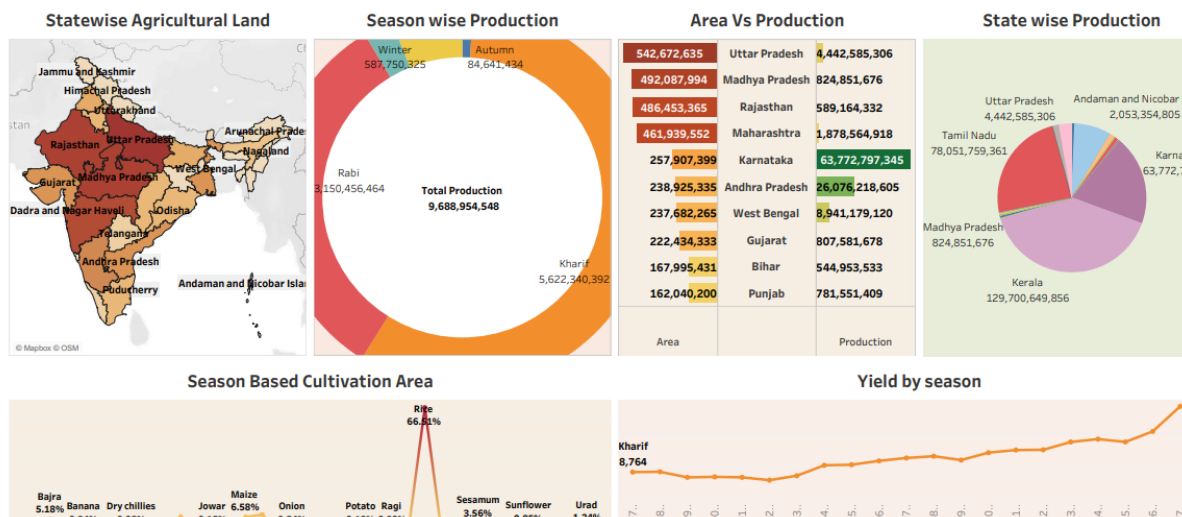 Statewise Agricultural Land
Season wise Production
Area Vs Production
State wise Production
Jammu and Kashmir
Himachal Pradesh
Uttarakhand
Arunachal Prade
Rajasthan
Uttar Pradesh
Nagaland
West Bengal
Gujarat
Madhya Pradesh
Dadra and Nagar Haveli
Odisha
Telangana
Andhra Pradesh
Andaman and Nicobar Islan
Puducherry
© Mapbox © OSM
Winter
587,750,325
Autumn
84,641,434
Rabi
3,150,456,464
Total Production
9,688,954,548
Kharif
5,622,340,392
542,672,635 Uttar Pradesh 4,442,585,306
492,087,994 Madhya Pradesh 824,851,676
486,453,365 Rajasthan 589,164,332
461,939,552 Maharashtra 1,878,564,918
257,907,399 Karnataka 63,772,797,345
238,925,335 Andhra Pradesh 26,076,218,605
237,682,265 West Bengal 8,941,179,120
222,434,333 Gujarat 807,581,678
167,995,431 Bihar 544,953,533
162,040,200 Punjab 781,551,409
Area Production
Uttar Pradesh
4,442,585,306
Andaman and Nicobar
2,053,354,805
Tamil Nadu
78,051,759,361
Karna
63,772,7
Madhya Pradesh
824,851,676
Kerala
129,700,649,856
Season Based Cultivation Area
Yield by season
Rice
66.51%
Bajra
5.18%
Banana
Dry chillies
Jowar
Maize
6.58%
Onion
Potato
Ragi
Sesamum
3.56%
Sunflower
Urad
Kharif
8,764